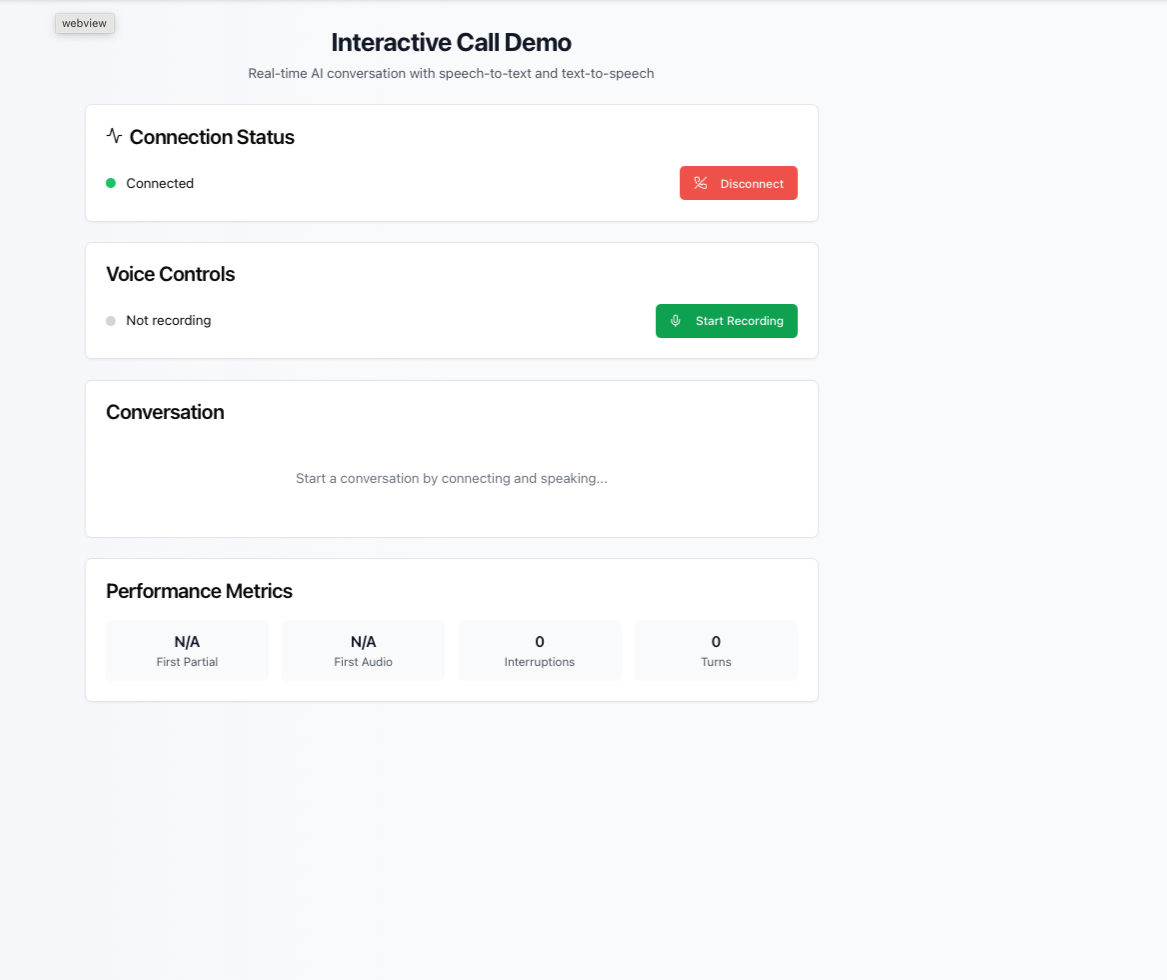 webview
Interactive Call Demo
Real-time AI conversation with speech-to-text and text-to-speech
Connection Status
Connected
Disconnect
Voice Controls
Not recording
Start Recording
Conversation
Start a conversation by connecting and speaking...
Performance Metrics
N/A
First Partial
N/A
First Audio
0
Interruptions
0
Turns